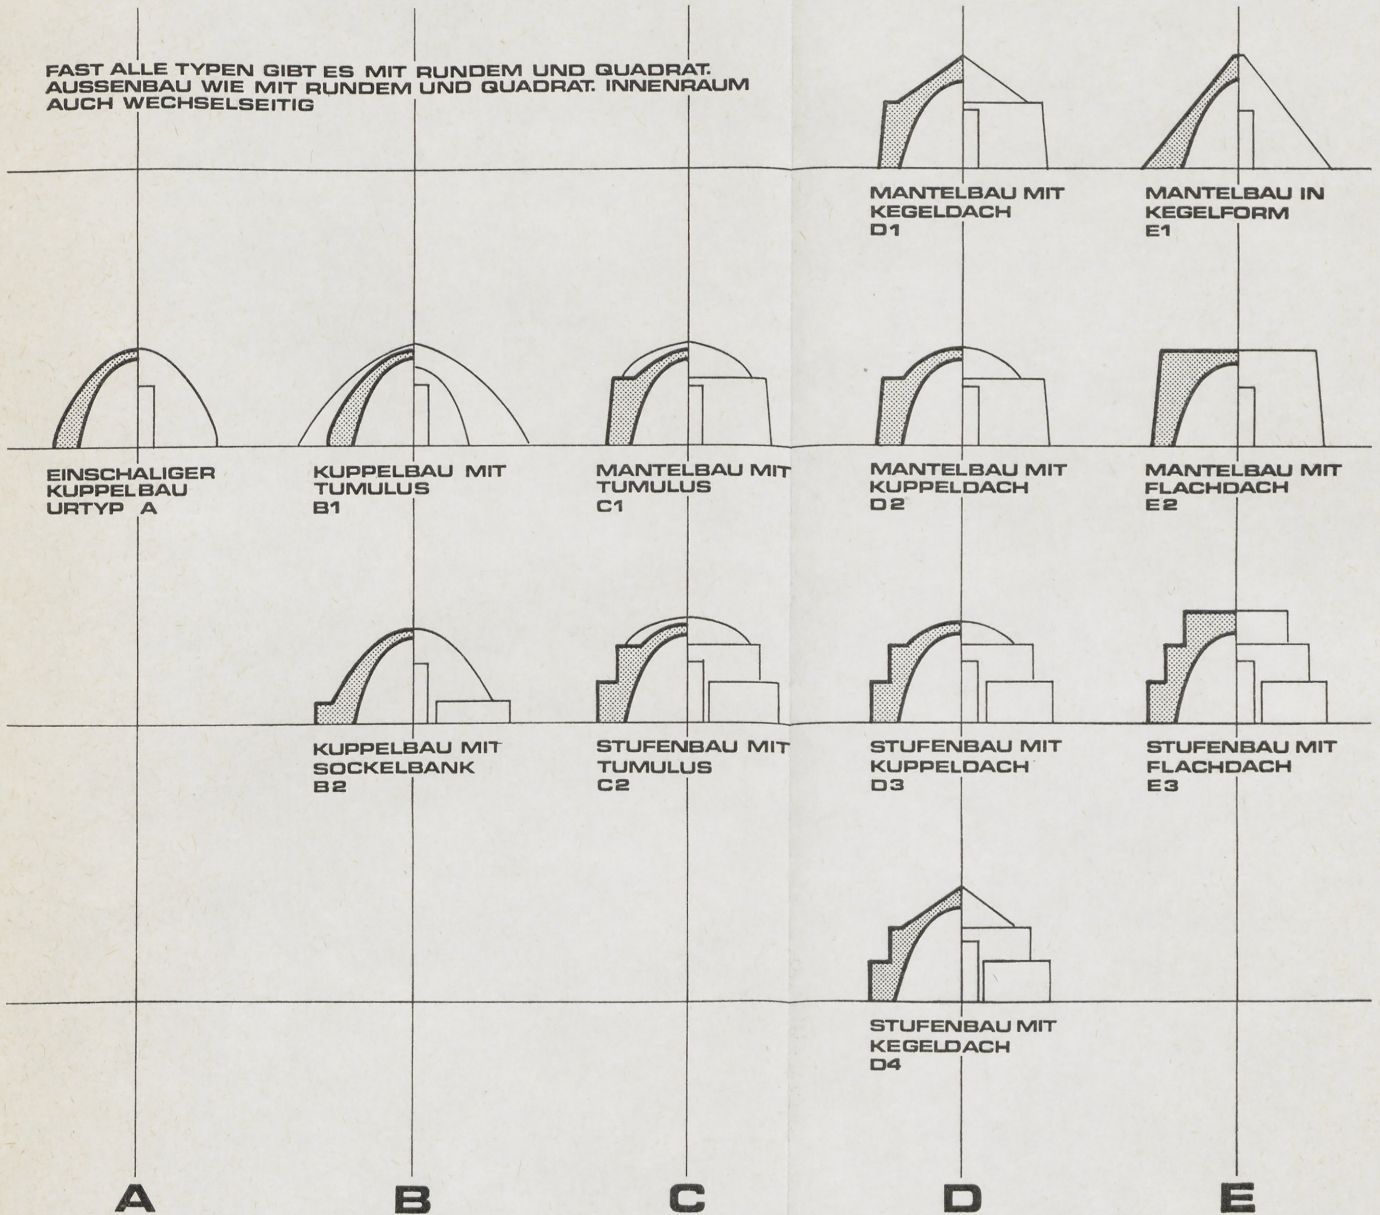 FAST ALLE TYPEN GIBT ES MIT RUNDEM UND QUADRAT.
AUSSENBAU WIE MIT RUNDEM UND QUADRAT. INNENRAUM
AUCH WECHSELSEITIG
MANTELBAU MIT
KEGELDACH
D1
MANTELBAU IN
KEGELFORM
E1
EINSCHALIGER
KUPPELBAU
URTYP A
KUPPELBAU MIT
TUMULUS
B1
MANTELBAU MIT
TUMULUS
C1
MANTELBAU MIT
KUPPELDACH
D2
MANTELBAU MIT
FLACHDACH
E2
KUPPELBAU MIT
SOCKELBANK
B2
STUFENBAU MIT
TUMULUS
C2
STUFENBAU MIT
KUPPELDACH
D3
STUFENBAU MIT
FLACHDACH
E3
STUFENBAU MIT
KEGELDACH
D4
A B C D E